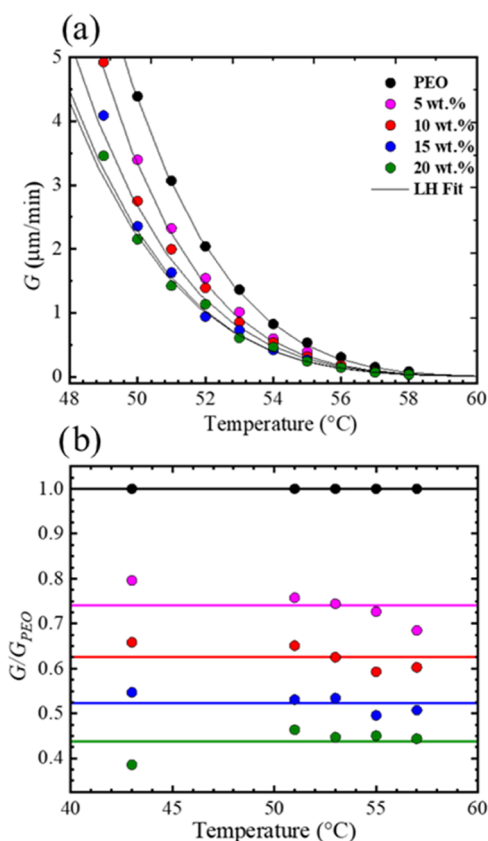 (a)
5
4
3
2
1
0
G (μm/min)
PEO
5 wt.%
10 wt.%
15 wt.%
20 wt.%
LH Fit
48 50 52 54 56 58 60
Temperature (°C)
(b)
1.0
0.9
0.8
0.7
0.6
0.5
0.4
G/G_PEO
40 45 50 55 60
Temperature (°C)